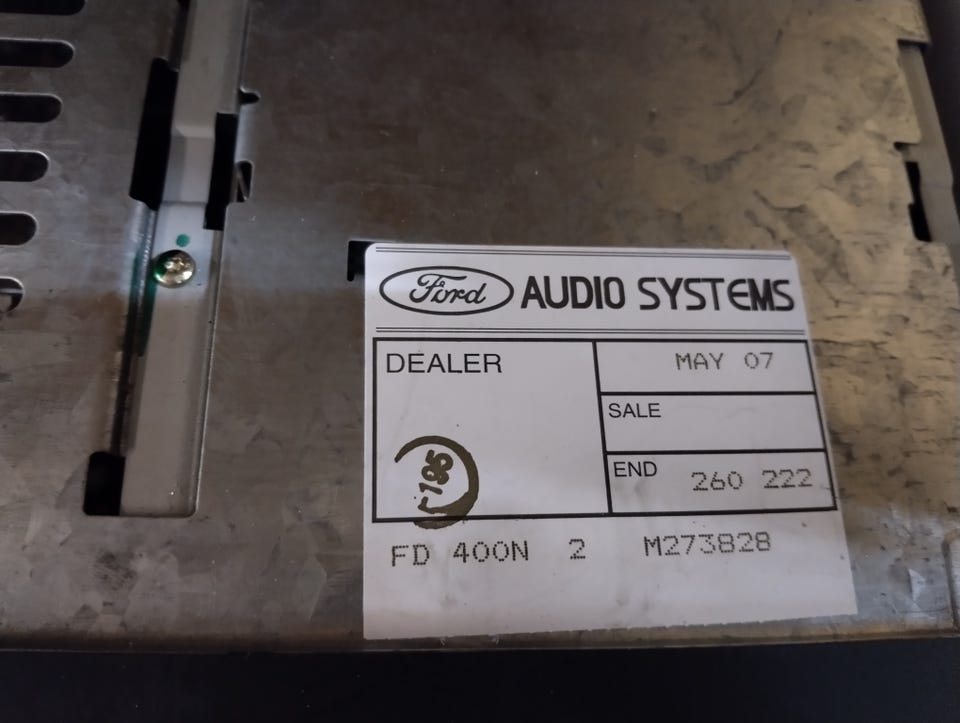 Ford AUDIO SYSTEMS
DEALER
MAY 07
SALE
END 260 222
FD 400N 2 M273828